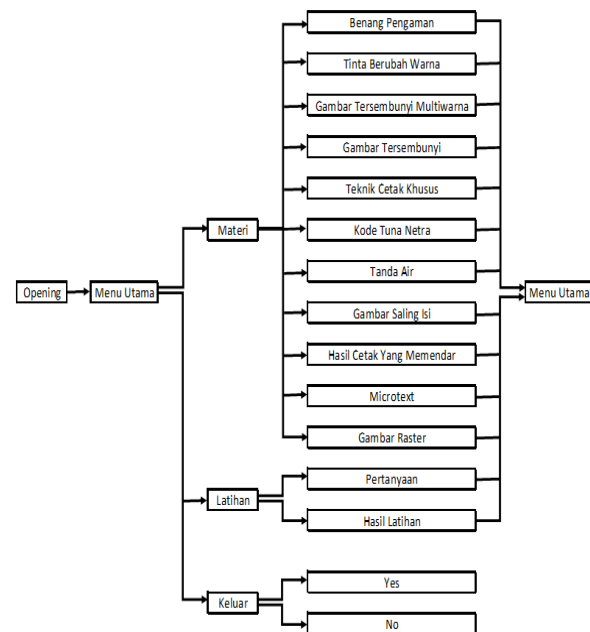 Opening
Menu Utama
Materi
Benang Pengaman
Tinta Berubah Warna
Gambar Tersembunyi Multiwarna
Gambar Tersembunyi
Teknik Cetak Khusus
Kode Tuna Netra
Tanda Air
Gambar Saling Isi
Hasil Cetak Yang Memendar
Microtext
Gambar Raster
Latihan
Pertanyaan
Hasil Latihan
Keluar
Yes
No
Menu Utama